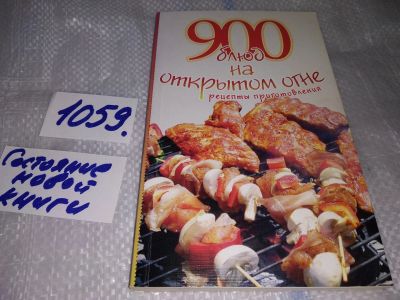 900
блюд
на
открытом огне
рецепты приготовления
1059.
Состояние
новой
книги